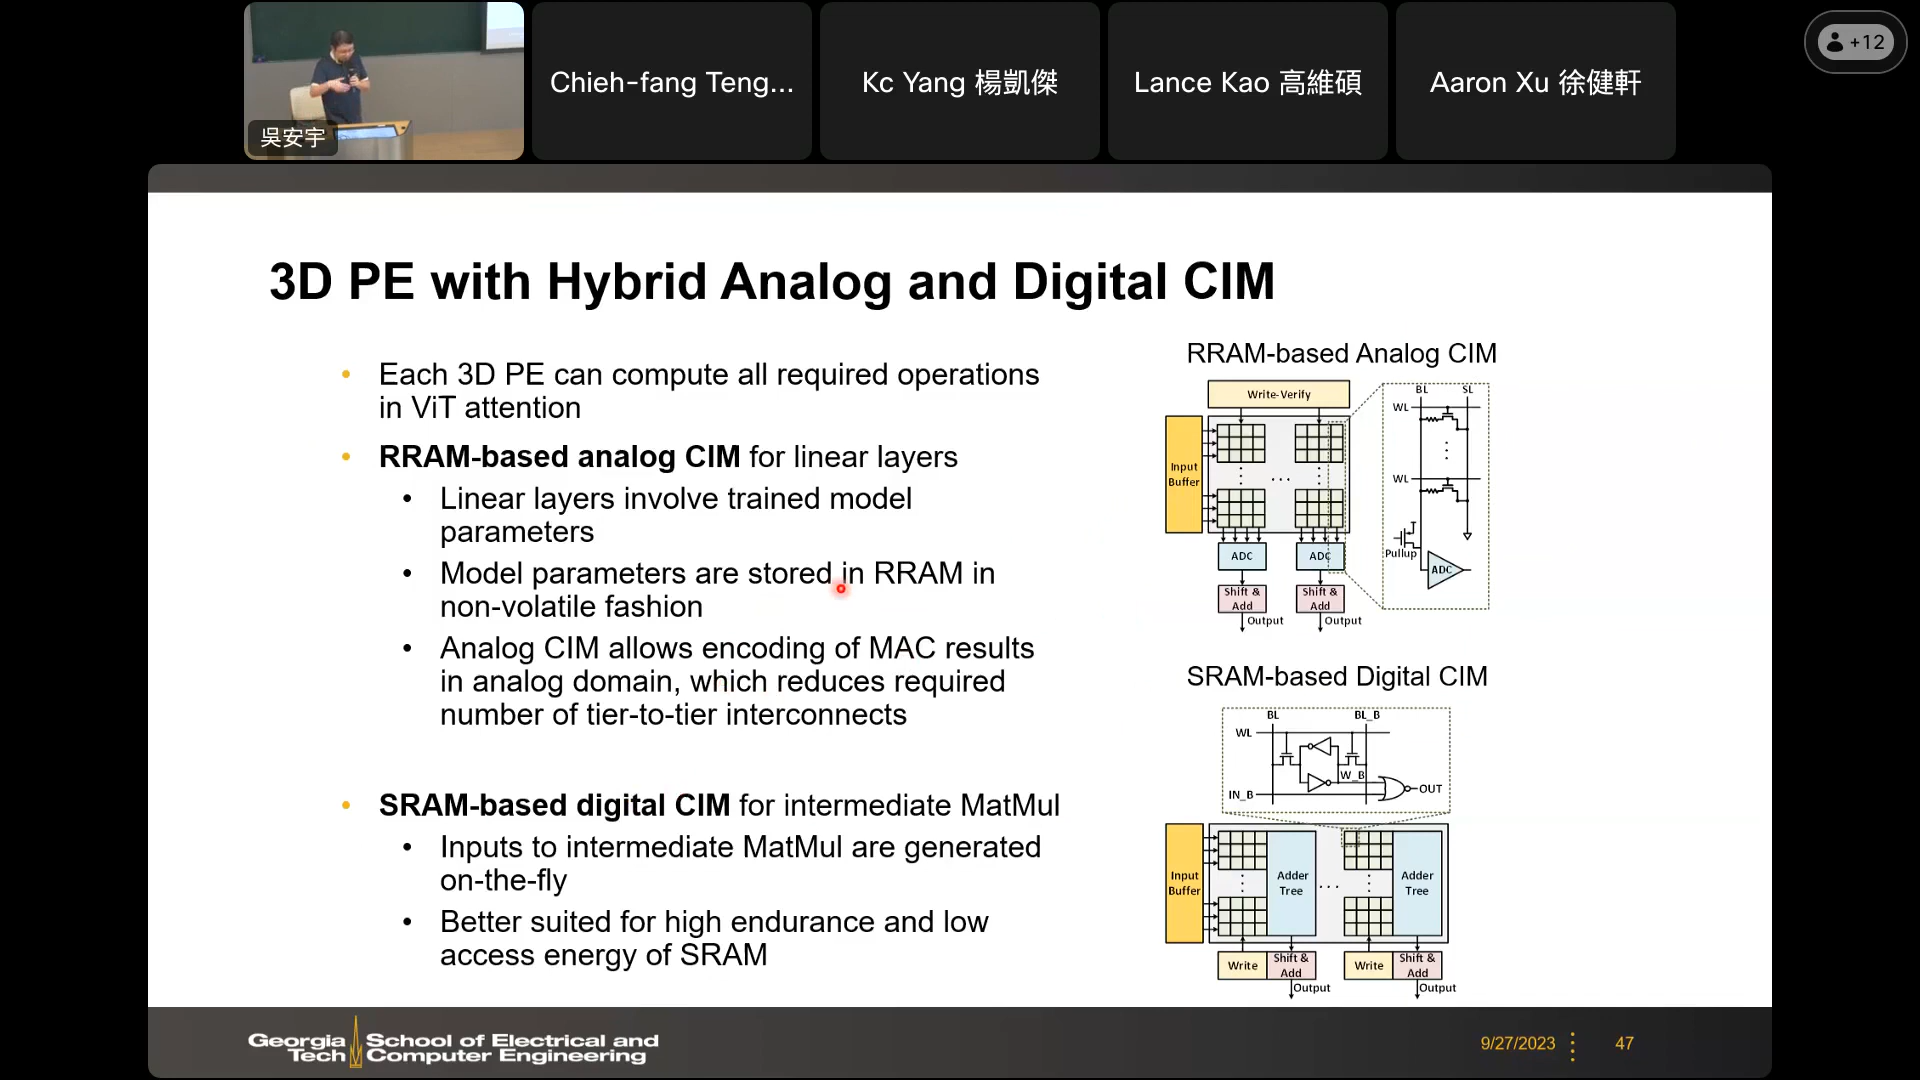 吳安宇
Chieh-fang Teng...
Kc Yang 楊凱傑
Lance Kao 高維碩
Aaron Xu 徐健軒
+12
3D PE with Hybrid Analog and Digital CIM
• Each 3D PE can compute all required operations
in ViT attention
• RRAM-based analog CIM for linear layers
• Linear layers involve trained model
parameters
• Model parameters are stored in RRAM in
non-volatile fashion
• Analog CIM allows encoding of MAC results
in analog domain, which reduces required
number of tier-to-tier interconnects
• SRAM-based digital CIM for intermediate MatMul
• Inputs to intermediate MatMul are generated
on-the-fly
• Better suited for high endurance and low
access energy of SRAM
RRAM-based Analog CIM
Write-Verify
Input
Buffer
ADC
ADC
Shift &
Add
Shift &
Add
Output
Output
BL
SL
WL
WL
Pullup
ADC
SRAM-based Digital CIM
BL
BL_B
WL
W_B
IN_B
OUT
Input
Buffer
Adder
Tree
Adder
Tree
Write
Shift &
Add
Write
Shift &
Add
Output
Output
Georgia
Tech
School of Electrical and
Computer Engineering
9/27/2023
47